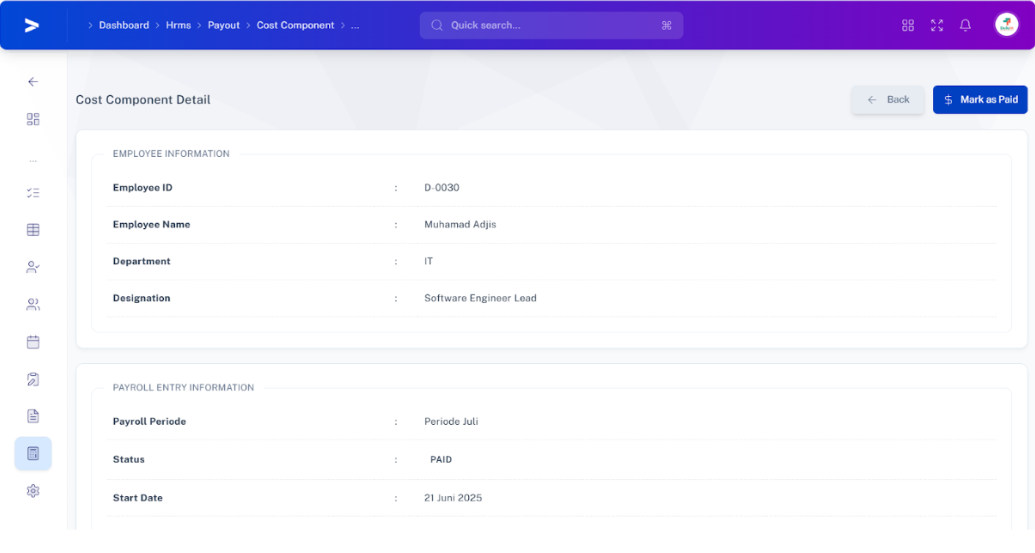 > Dashboard > Hrms > Payout > Cost Component > ...
Quick search... ⌘
Cost Component Detail
← Back
$ Mark as Paid
...
EMPLOYEE INFORMATION
Employee ID : D-0030
Employee Name : Muhamad Adjis
Department : IT
Designation : Software Engineer Lead
PAYROLL ENTRY INFORMATION
Payroll Periode : Periode Juli
Status : PAID
Start Date : 21 Juni 2025